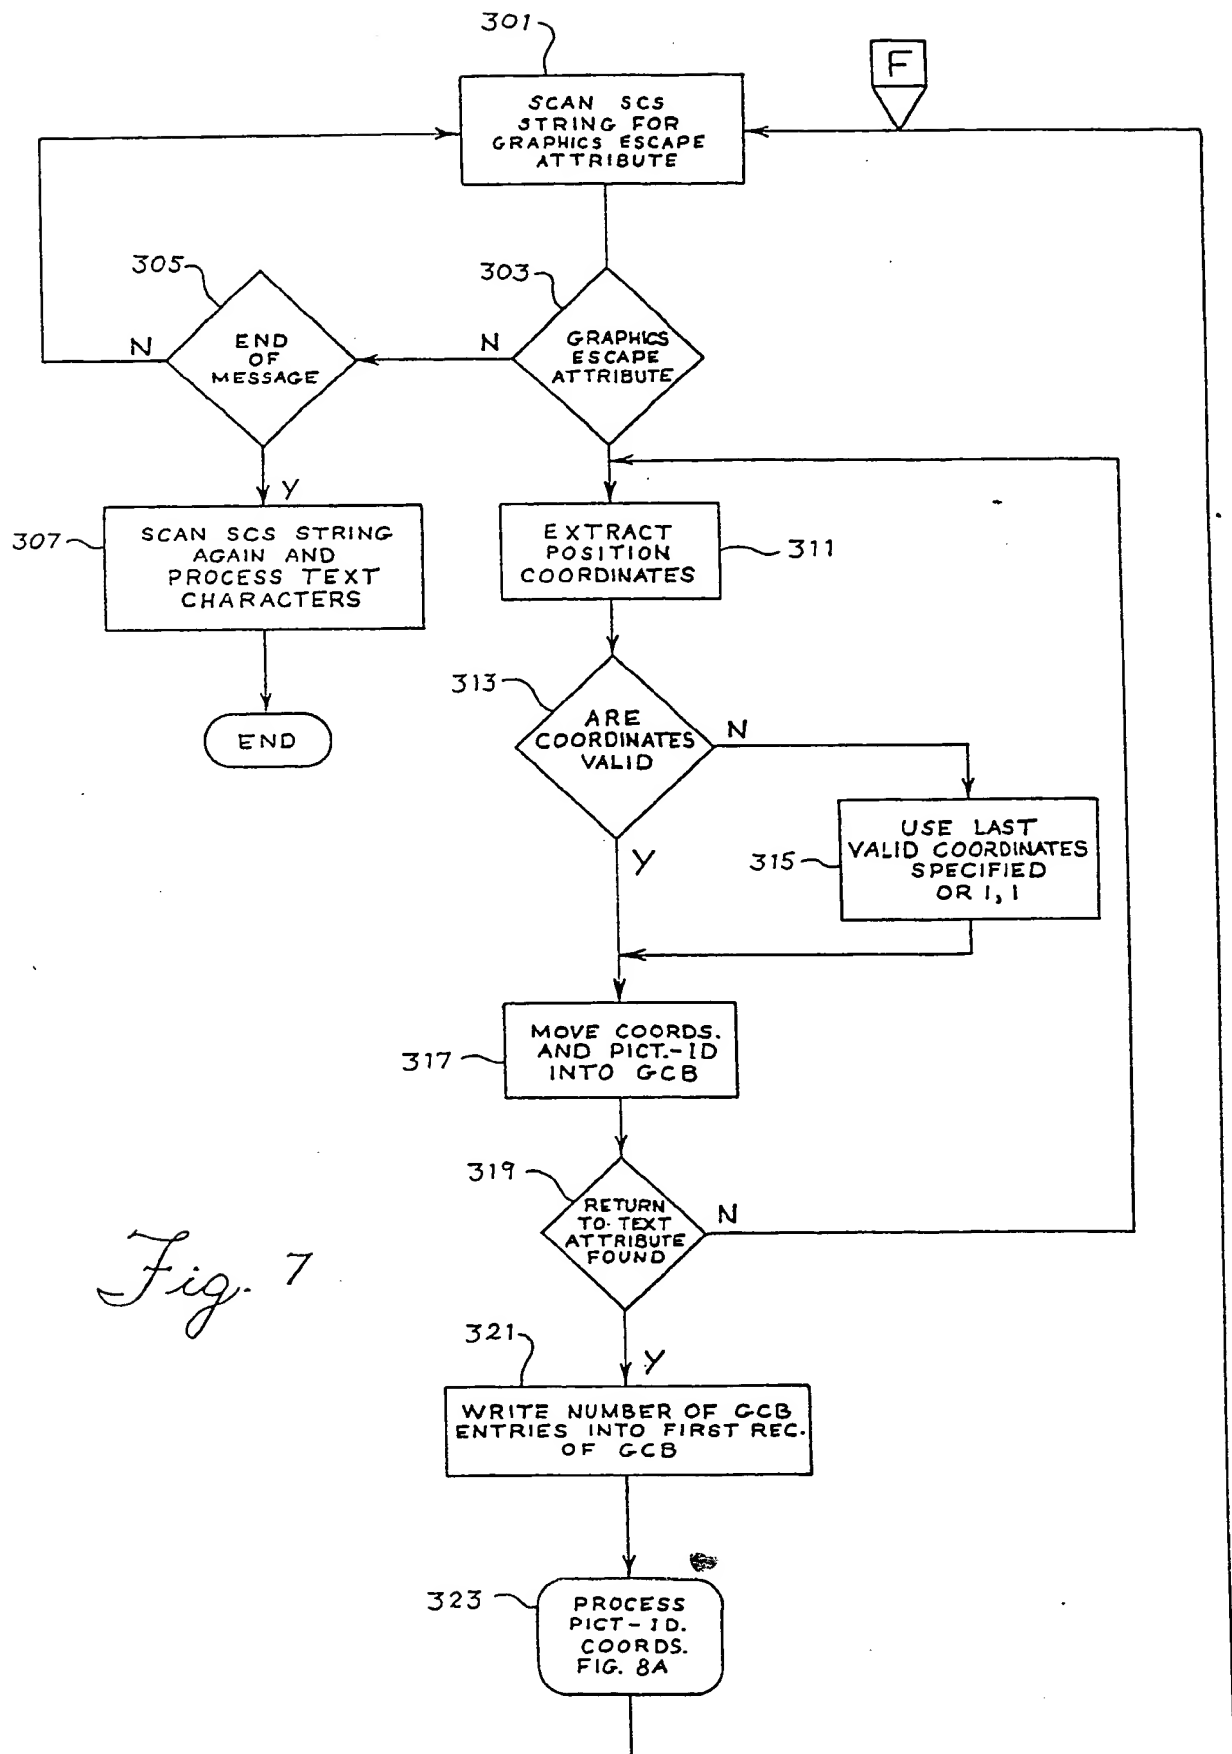 301
F
SCAN SCS
STRING FOR
GRAPHICS ESCAPE
ATTRIBUTE
305
303
END
OF
MESSAGE
N
N
GRAPHICS
ESCAPE
ATTRIBUTE
Y
307
SCAN SCS STRING
AGAIN AND
PROCESS TEXT
CHARACTERS
EXTRACT
POSITION
COORDINATES
311
END
313
ARE
COORDINATES
VALID
N
Y
315
USE LAST
VALID COORDINATES
SPECIFIED
OR 1, 1
317
MOVE COORDS.
AND PICT.-ID
INTO GCB
319
RETURN
TO-TEXT
ATTRIBUTE
FOUND
N
Fig. 7
321
Y
WRITE NUMBER OF GCB
ENTRIES INTO FIRST REC.
OF GCB
323
PROCESS
PICT-ID.
COORDS.
FIG. 8A